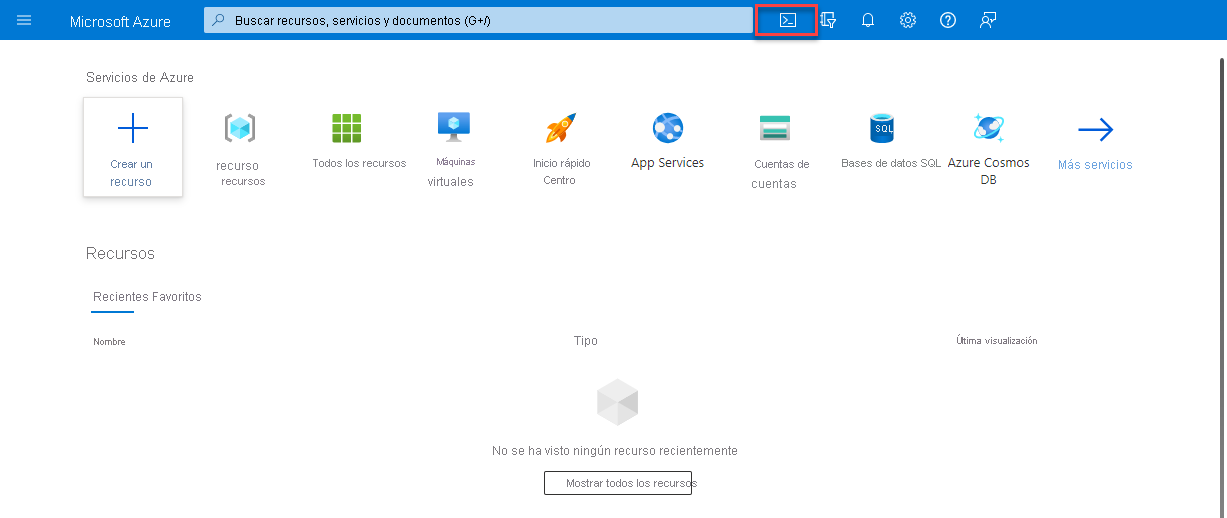 Microsoft Azure
Buscar recursos, servicios y documentos (G+/)
Servicios de Azure
Crear un
recurso
recurso
recursos
Todos los recursos
Máquinas
virtuales
Inicio rápido
Centro
App Services
Cuentas de
cuentas
SQL
Bases de datos SQL
Azure Cosmos
DB
Más servicios
Recursos
Recientes Favoritos
Nombre
Tipo
Última visualización
No se ha visto ningún recurso recientemente
Mostrar todos los recursos